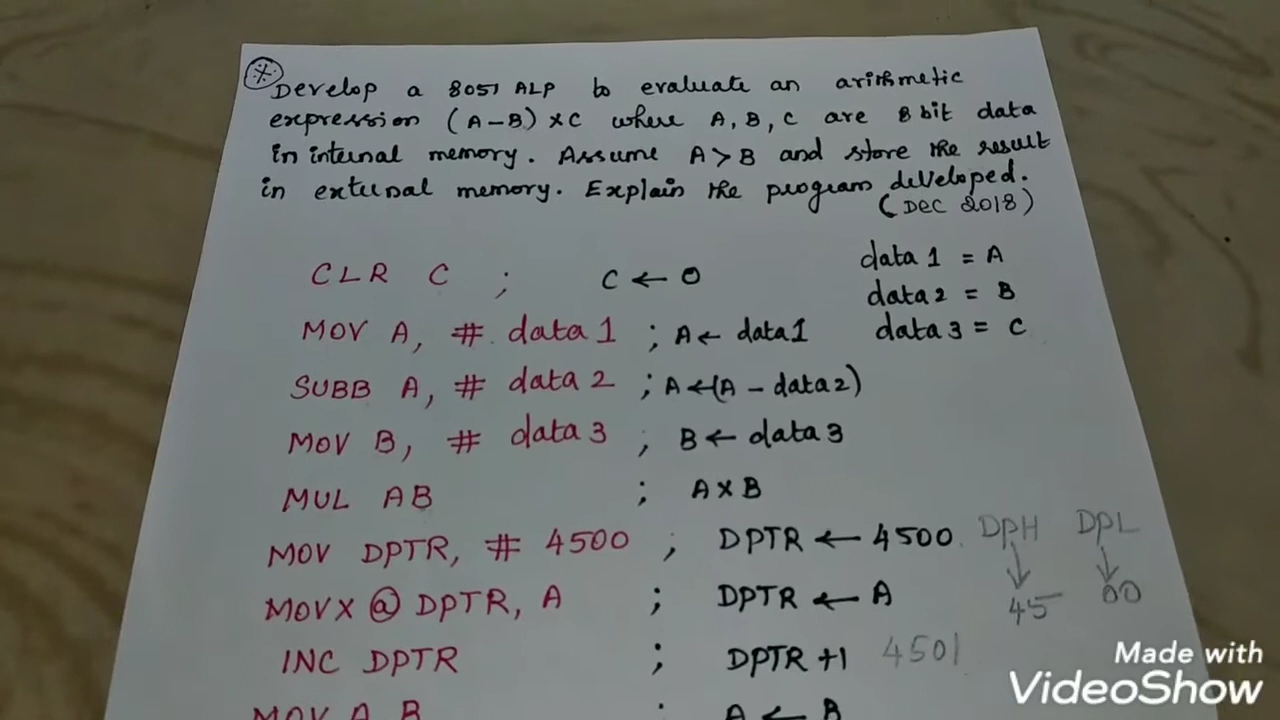 * Develop a 8051 ALP to evaluate an arithmetic
expression (A-B) × C where A, B, C are 8 bit data
in internal memory. Assume A > B and store the result
in external memory. Explain the program developed.
(Dec 2018)
data 1 = A
CLR C ; C ← 0
data 2 = B
MOV A, # data 1 ; A ← data 1
data 3 = C
SUBB A, # data 2 ; A ← (A - data 2)
MOV B, # data 3 ; B ← data 3
MUL AB ; A × B
MOV DPTR, # 4500 ; DPTR ← 4500 DPH DPL
↓ ↓
45 00
MOVX @ DPTR, A ; DPTR ← A
INC DPTR ; DPTR +1 4501
MOV A B ; A ← B
Made with
VideoShow